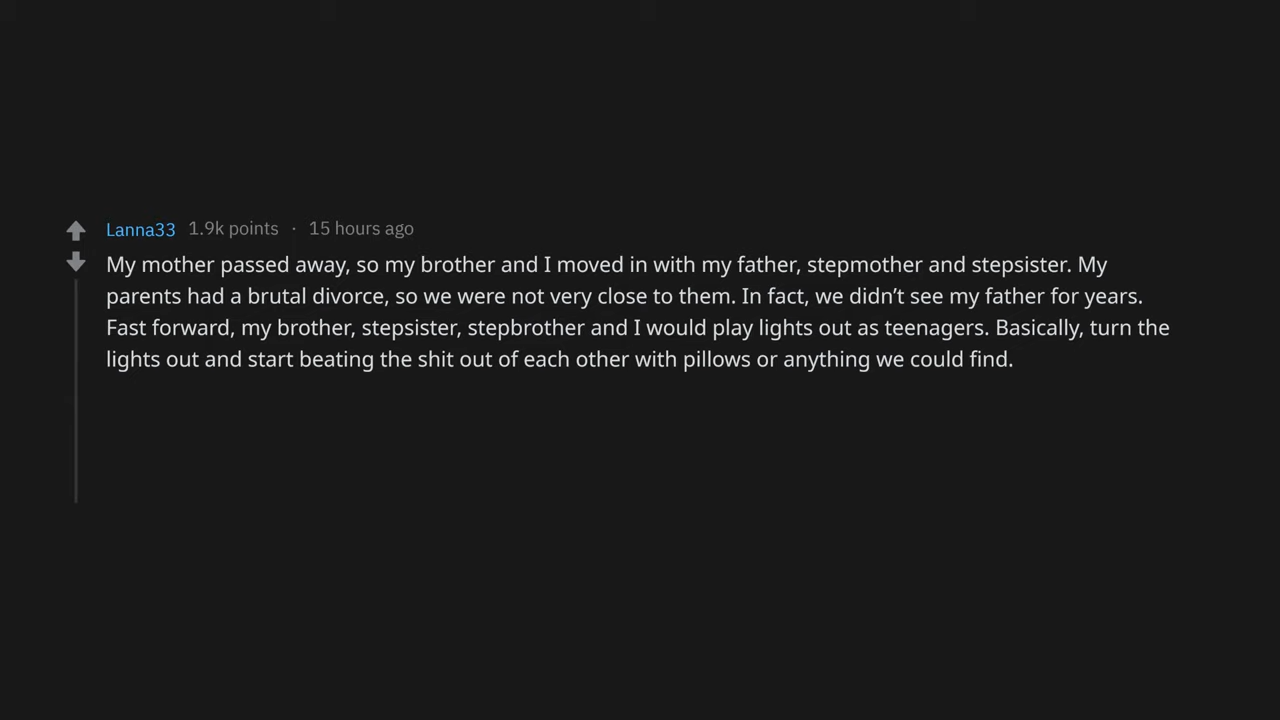 Lanna33 1.9k points · 15 hours ago
My mother passed away, so my brother and I moved in with my father, stepmother and stepsister. My
parents had a brutal divorce, so we were not very close to them. In fact, we didn’t see my father for years.
Fast forward, my brother, stepsister, stepbrother and I would play lights out as teenagers. Basically, turn the
lights out and start beating the shit out of each other with pillows or anything we could find.